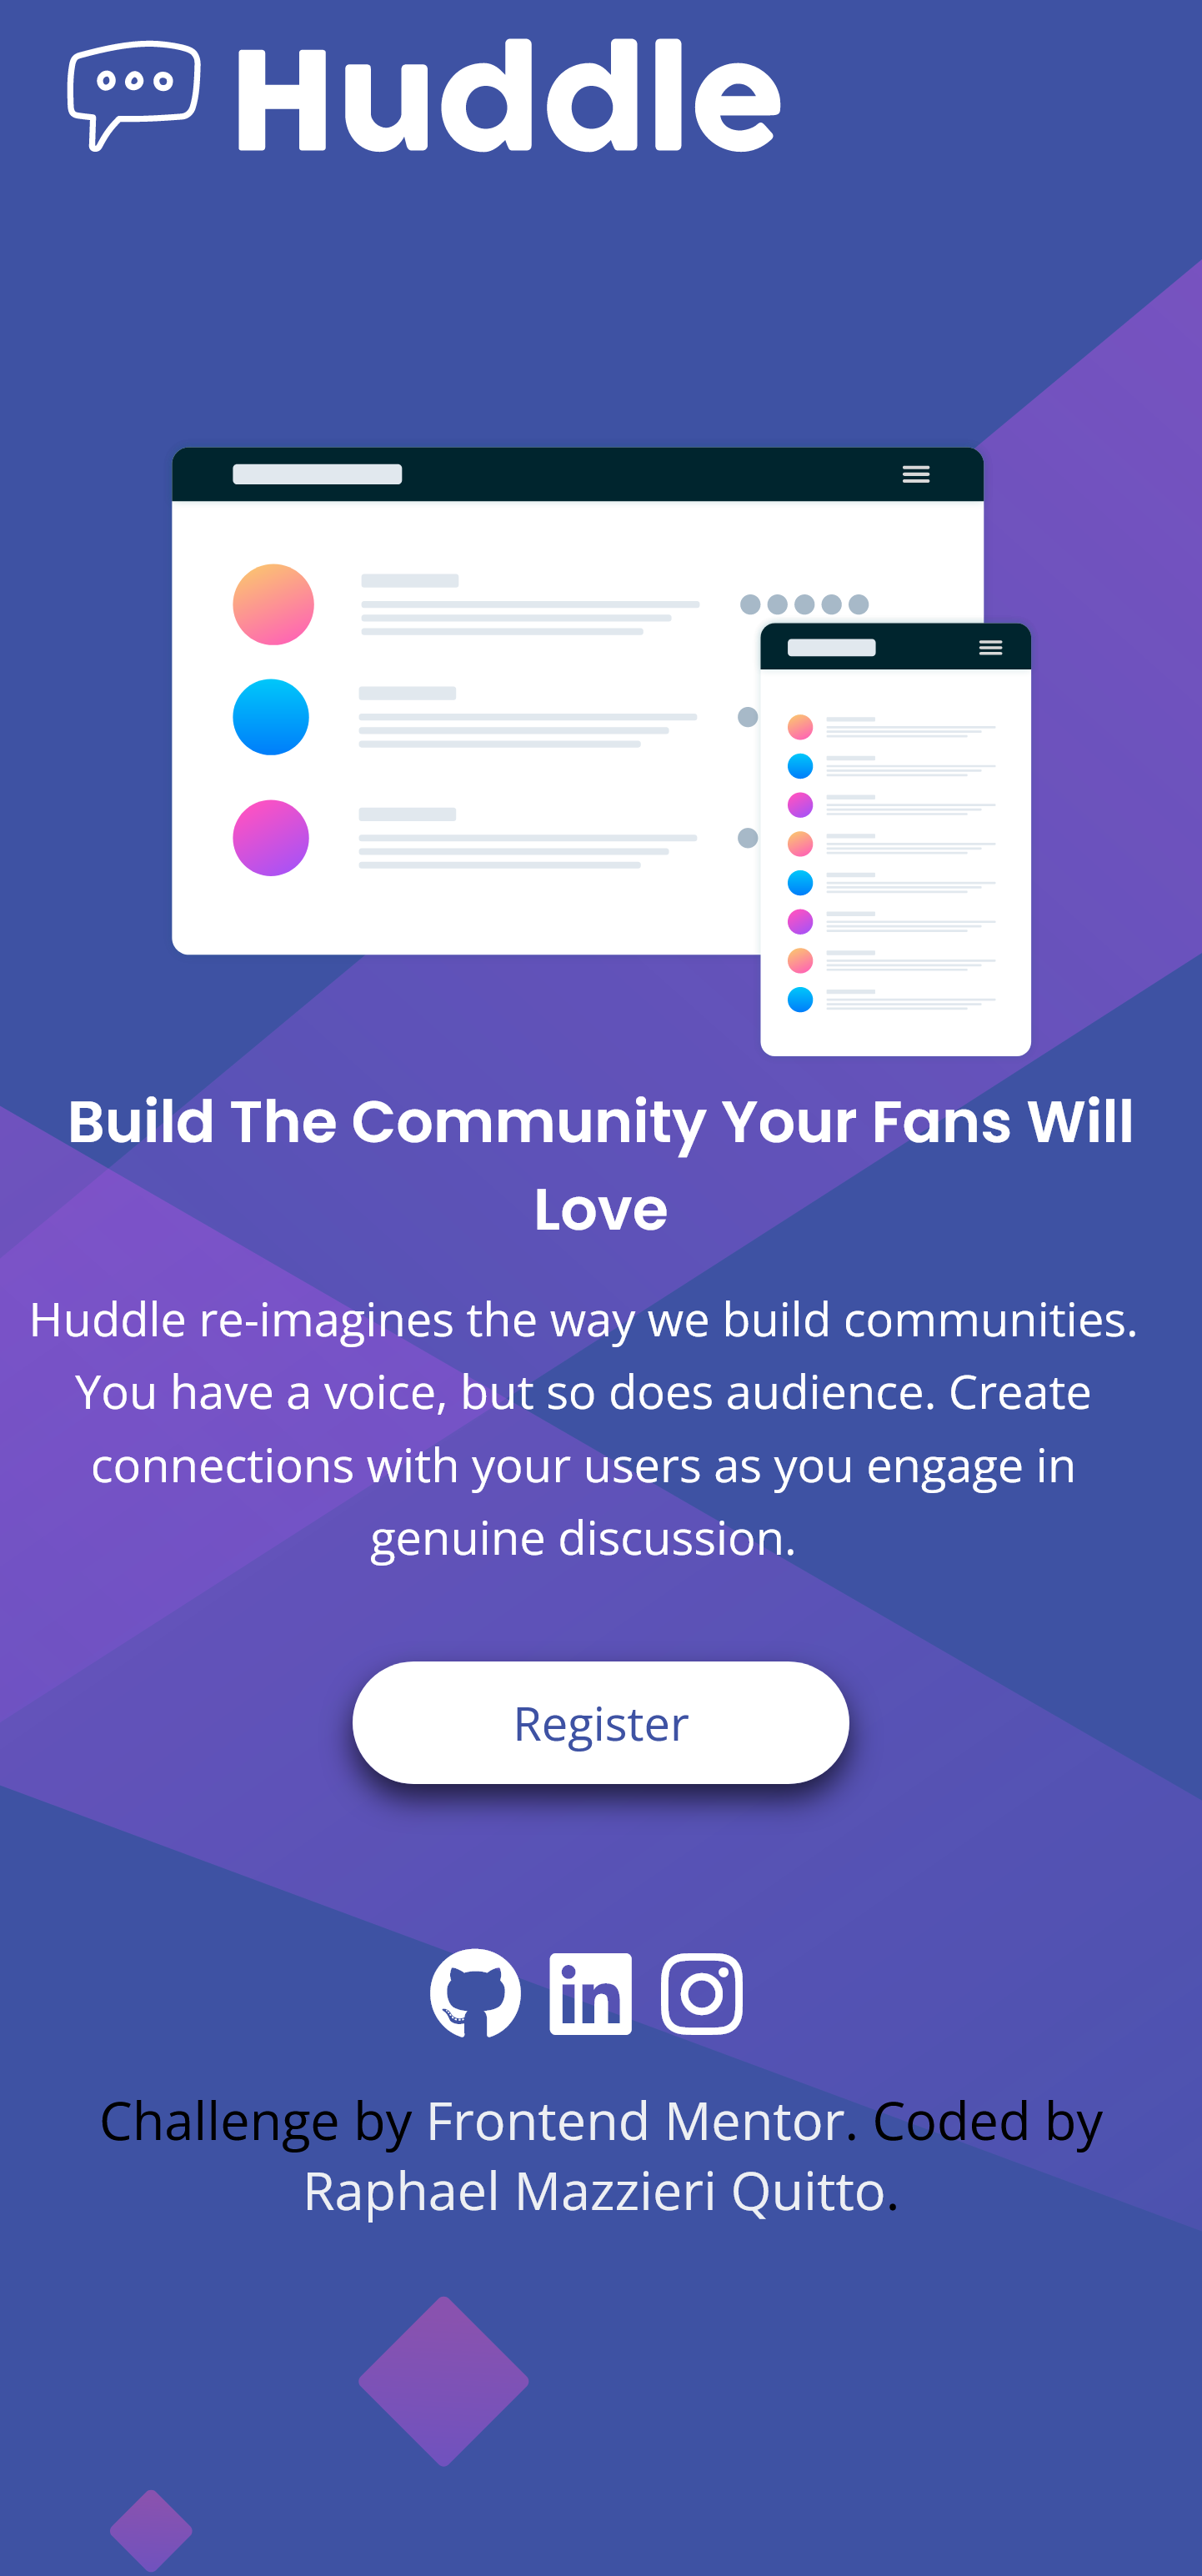 Huddle
Build The Community Your Fans Will
Love
Huddle re-imagines the way we build communities.
You have a voice, but so does audience. Create
connections with your users as you engage in
genuine discussion.
Register
in
Challenge by Frontend Mentor. Coded by
Raphael Mazzieri Quitto.